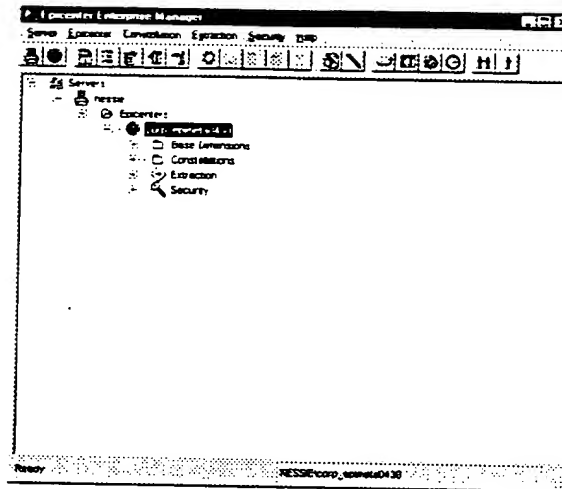 Epicenter Enterprise Manager
Server Epicenter Constellation Extraction Security Help
Servers
nessie
Epicenters
Base Dimensions
Constellations
Extraction
Security
Ready